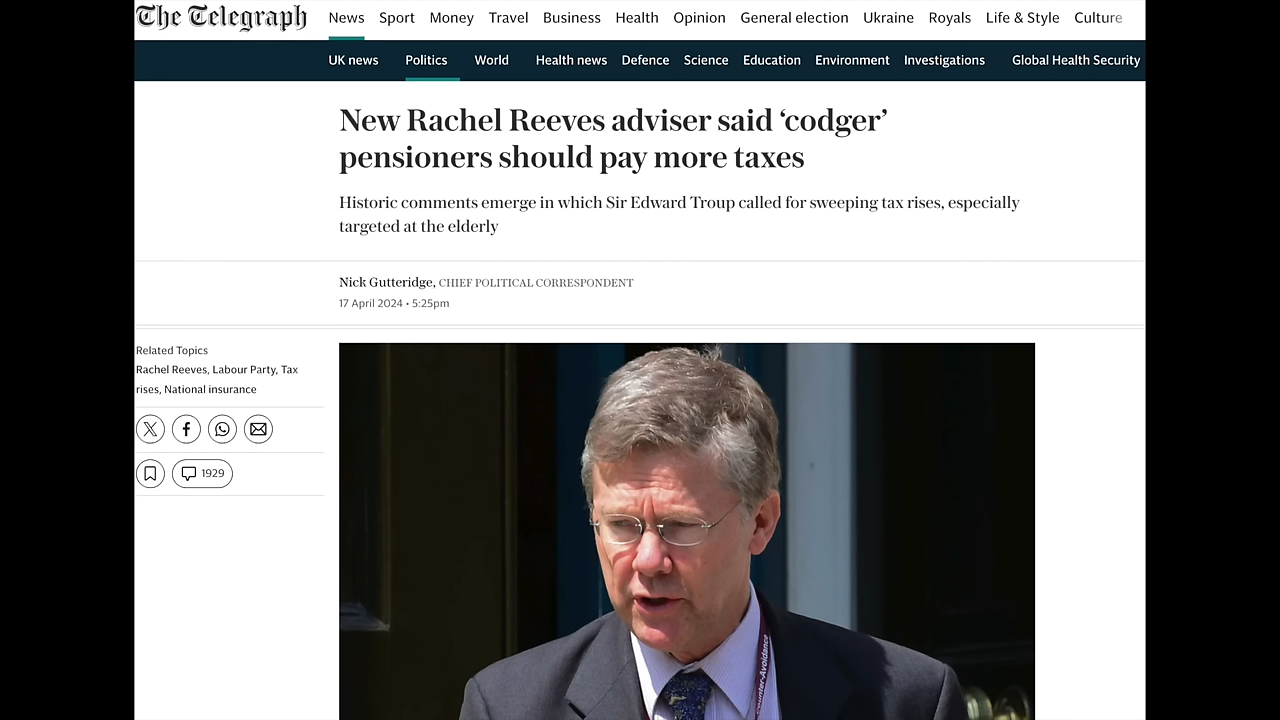 The Telegraph
News Sport Money Travel Business Health Opinion General election Ukraine Royals Life & Style Culture
UK news Politics World Health news Defence Science Education Environment Investigations Global Health Security
New Rachel Reeves adviser said ‘codger’
pensioners should pay more taxes
Historic comments emerge in which Sir Edward Troup called for sweeping tax rises, especially
targeted at the elderly
Nick Gutteridge, CHIEF POLITICAL CORRESPONDENT
17 April 2024 • 5:25pm
Related Topics
Rachel Reeves, Labour Party, Tax
rises, National insurance
1929
Counter-Avoidance